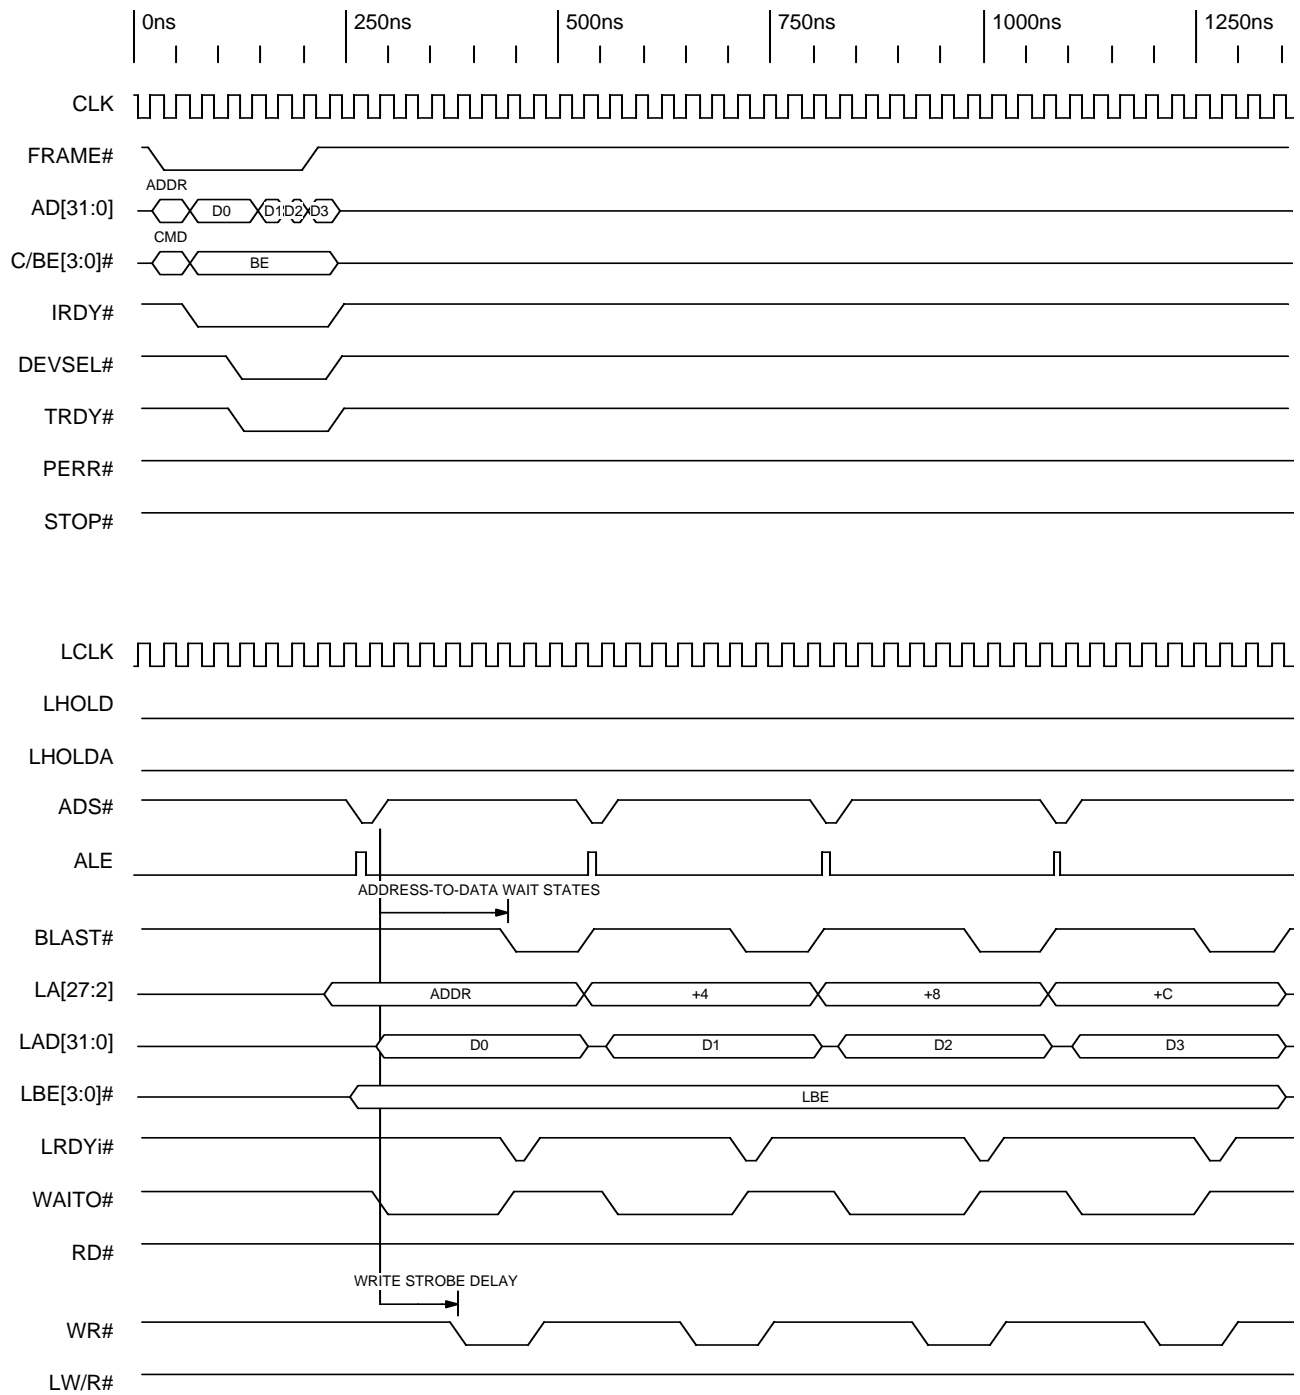 0ns 250ns 500ns 750ns 1000ns 1250ns
CLK
FRAME#
ADDR
AD[31:0] D0 D1 D2 D3
CMD
C/BE[3:0]# BE
IRDY#
DEVSEL#
TRDY#
PERR#
STOP#
LCLK
LHOLD
LHOLDA
ADS#
ALE
ADDRESS-TO-DATA WAIT STATES
BLAST#
LA[27:2] ADDR +4 +8 +C
LAD[31:0] D0 D1 D2 D3
LBE[3:0]# LBE
LRDYi#
WAITO#
RD#
WRITE STROBE DELAY
WR#
LW/R#